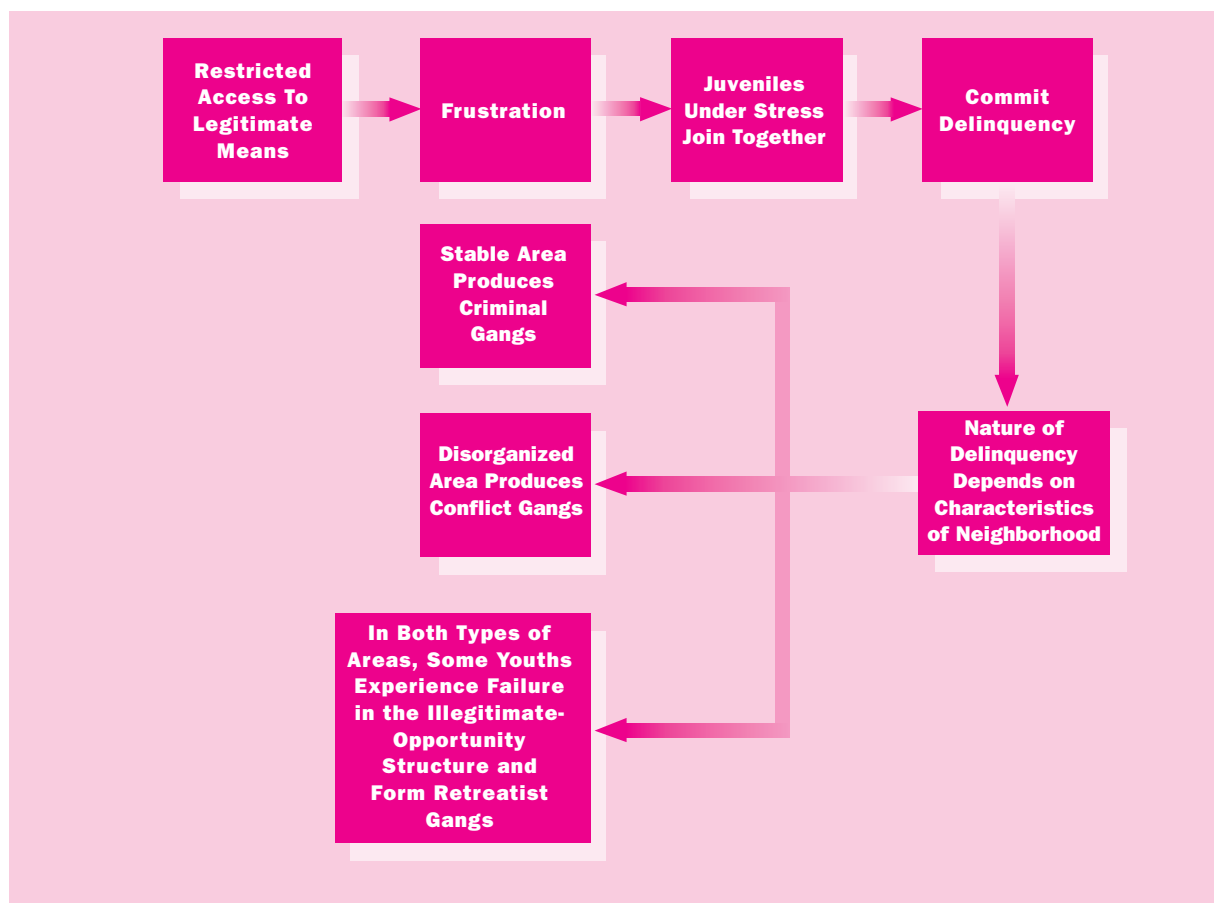 Restricted
Access To
Legitimate
Means
Frustration
Juveniles
Under Stress
Join Together
Commit
Delinquency
Stable Area
Produces
Criminal
Gangs
Disorganized
Area Produces
Conflict Gangs
Nature of
Delinquency
Depends on
Characteristics
of Neighborhood
In Both Types of
Areas, Some Youths
Experience Failure
in the Illegitimate-
Opportunity
Structure and
Form Retreatist
Gangs